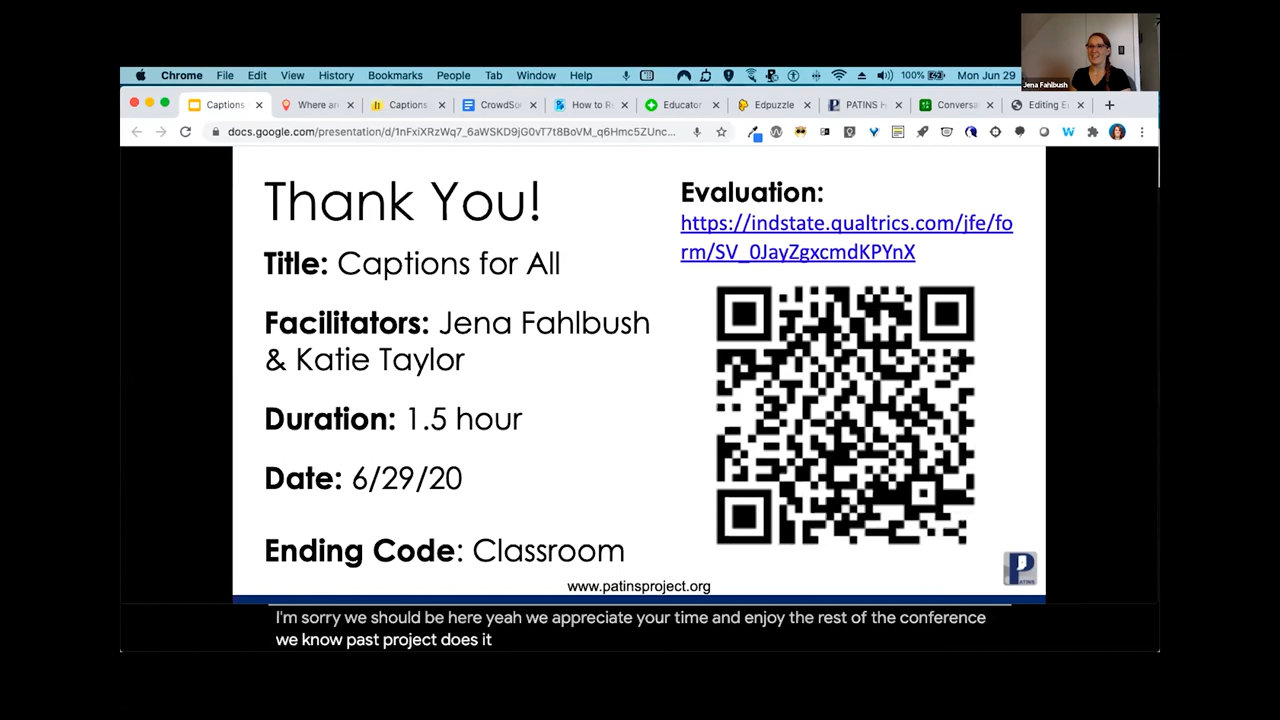 Jena Fahlbush
Chrome File Edit View History Bookmarks People Tab Window Help 100% Mon Jun 29
Captions Where an Captions CrowdSo How to R Educator Edpuzzle PATINS H Conversa Editing E
docs.google.com/presentation/d/1nFxiXRzWq7_6aWSKD9jG0vT7t8BoVM_q6Hmc5ZUnc...
Thank You!
Title: Captions for All
Facilitators: Jena Fahlbush
& Katie Taylor
Duration: 1.5 hour
Date: 6/29/20
Ending Code: Classroom
Evaluation:
https://indstate.qualtrics.com/jfe/fo
rm/SV_0JayZgxcmdKPYnX
PATINS
www.patinsproject.org
I'm sorry we should be here yeah we appreciate your time and enjoy the rest of the conference
we know past project does it